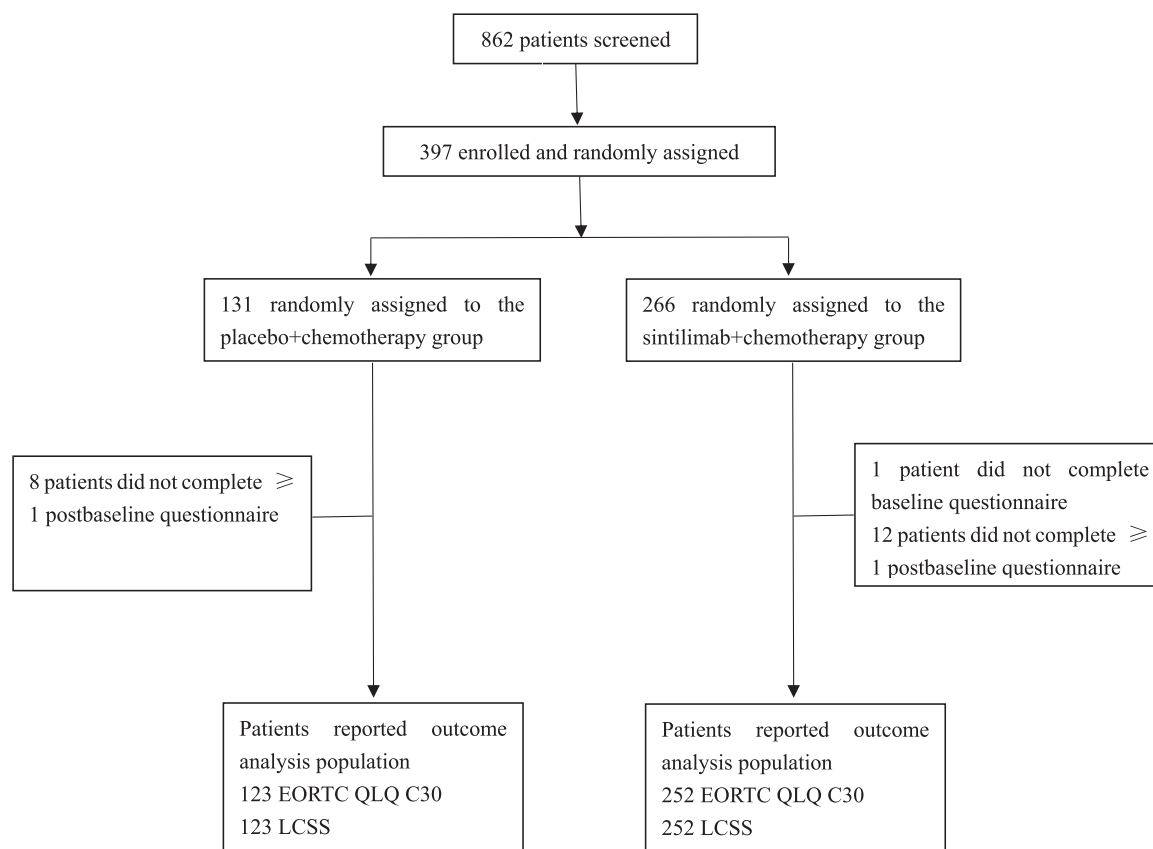 862 patients screened
397 enrolled and randomly assigned
131 randomly assigned to the
placebo+chemotherapy group
266 randomly assigned to the
sintilimab+chemotherapy group
8 patients did not complete ⩾
1 postbaseline questionnaire
1 patient did not complete
baseline questionnaire
12 patients did not complete ⩾
1 postbaseline questionnaire
Patients reported outcome
analysis population
123 EORTC QLQ C30
123 LCSS
Patients reported outcome
analysis population
252 EORTC QLQ C30
252 LCSS